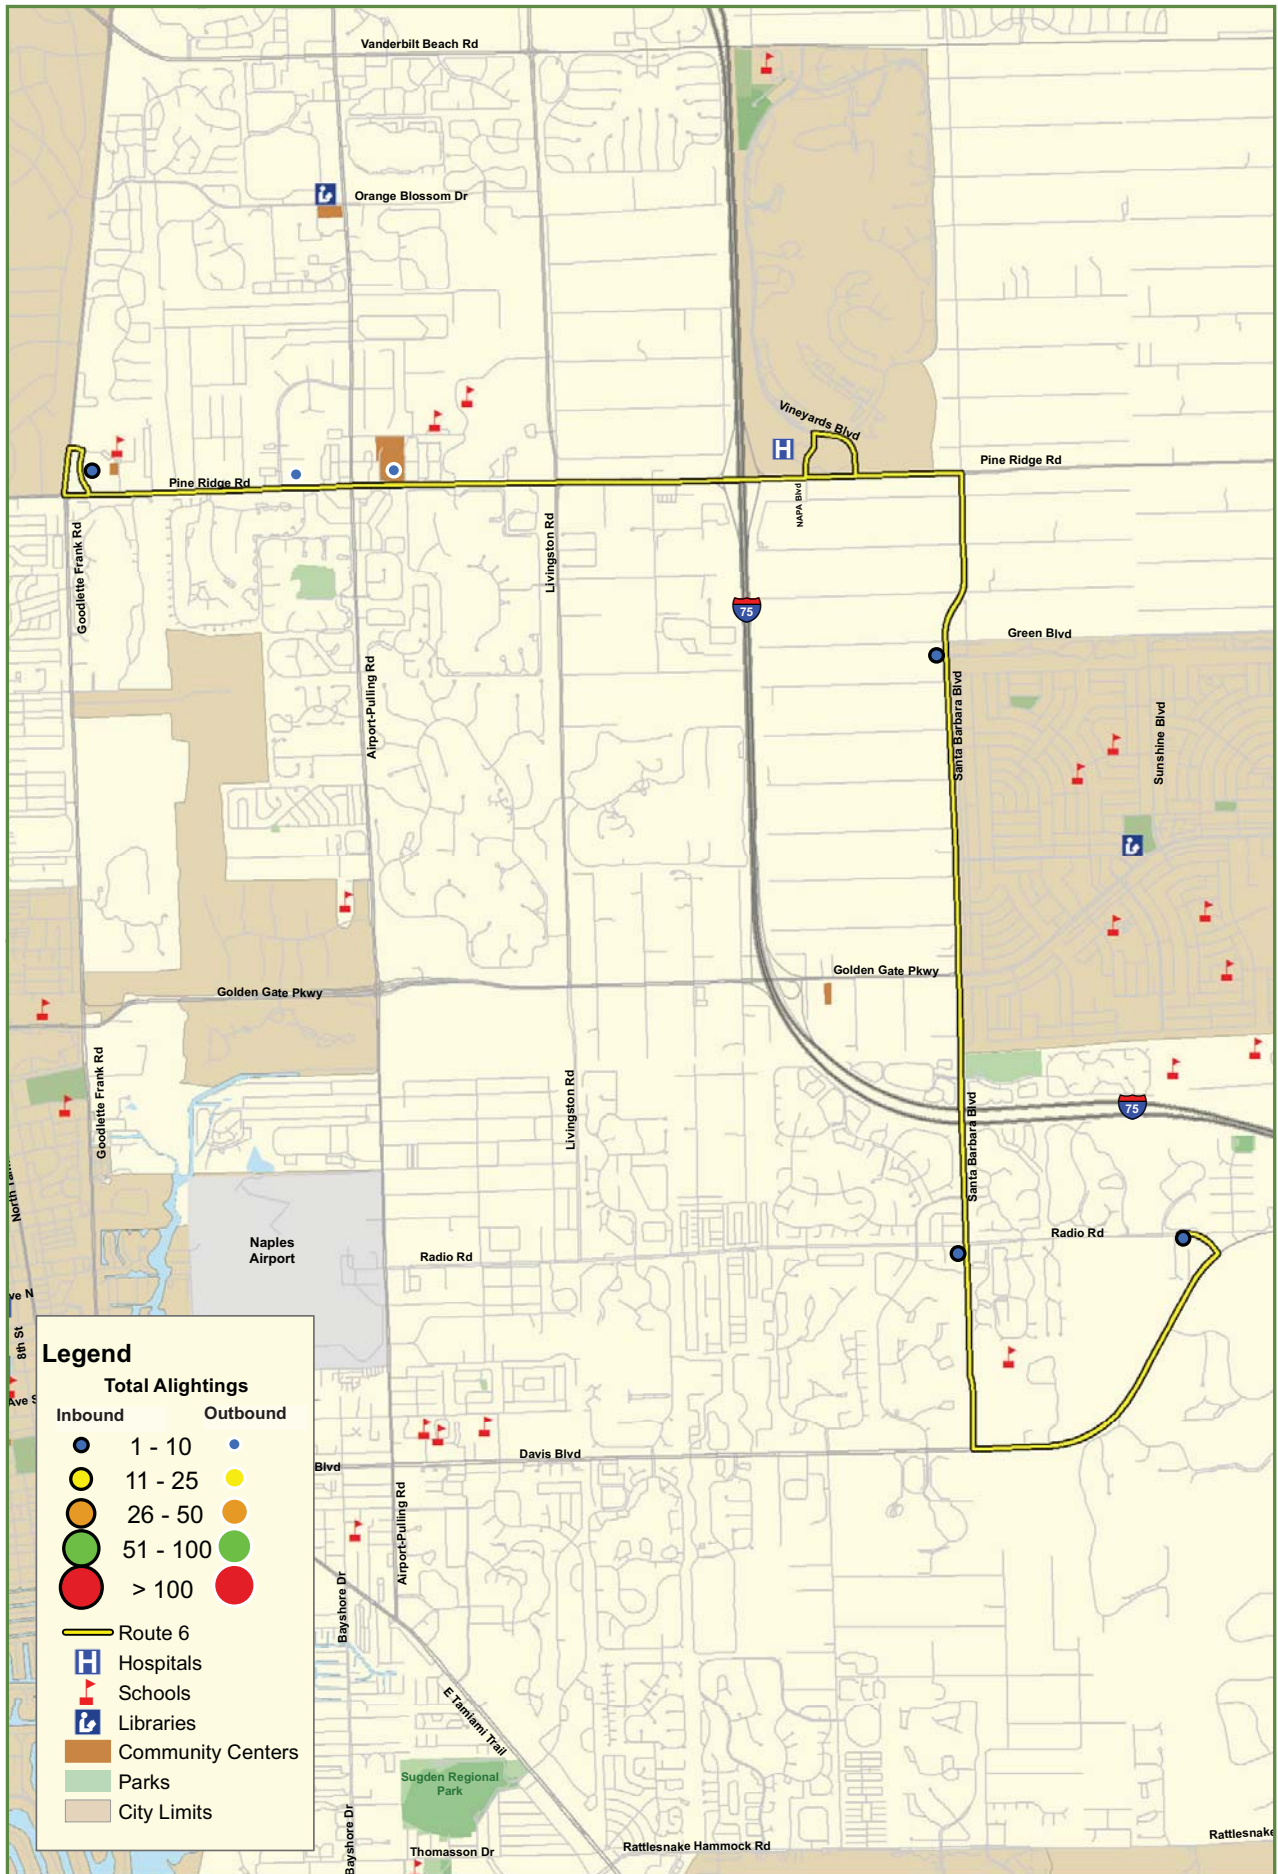 Vanderbilt Beach Rd
Orange Blossom Dr
Vineyards Blvd
H
Pine Ridge Rd
Pine Ridge Rd
NAPA Blvd
Goodlette Frank Rd
Livingston Rd
75
Green Blvd
Airport-Pulling Rd
Santa Barbara Blvd
Sunshine Blvd
Golden Gate Pkwy
Golden Gate Pkwy
Goodlette Frank Rd
Livingston Rd
Santa Barbara Blvd
75
Naples
Airport
Radio Rd
Radio Rd
ve N
8th St
Ave S
Davis Blvd
Blvd
Airport-Pulling Rd
Bayshore Dr
E Tamiami Trail
Sugden Regional
Park
Bayshore Dr
Thomasson Dr
Rattlesnake Hammock Rd
Rattlesnake
Legend
Total Alightings
Inbound Outbound
1 - 10
11 - 25
26 - 50
51 - 100
> 100
Route 6
H Hospitals
Schools
Libraries
Community Centers
Parks
City Limits